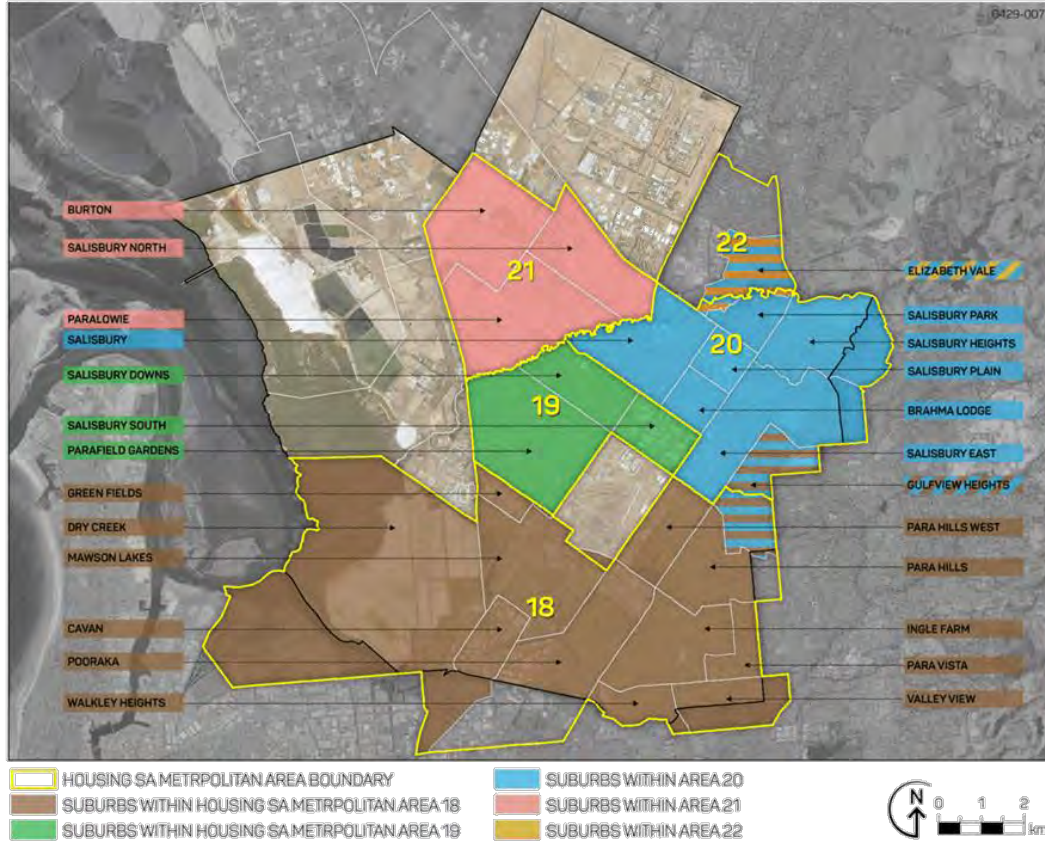 G429-007
BURTON
SALISBURY NORTH
PARALOWIE
SALISBURY
SALISBURY DOWNS
SALISBURY SOUTH
PARAFIELD GARDENS
GREEN FIELDS
DRY CREEK
MAWSON LAKES
CAVAN
POORAKA
WALKLEY HEIGHTS
21
22
20
19
18
ELIZABETH VALE
SALISBURY PARK
SALISBURY HEIGHTS
SALISBURY PLAIN
BRAHMA LODGE
SALISBURY EAST
GULFVIEW HEIGHTS
PARA HILLS WEST
PARA HILLS
INGLE FARM
PARA VISTA
VALLEY VIEW
HOUSING SA METRPOLITAN AREA BOUNDARY
SUBURBS WITHIN HOUSING SA METRPOLITAN AREA 18
SUBURBS WITHIN HOUSING SA METRPOLITAN AREA 19
SUBURBS WITHIN AREA 20
SUBURBS WITHIN AREA 21
SUBURBS WITHIN AREA 22
N
0 1 2
km